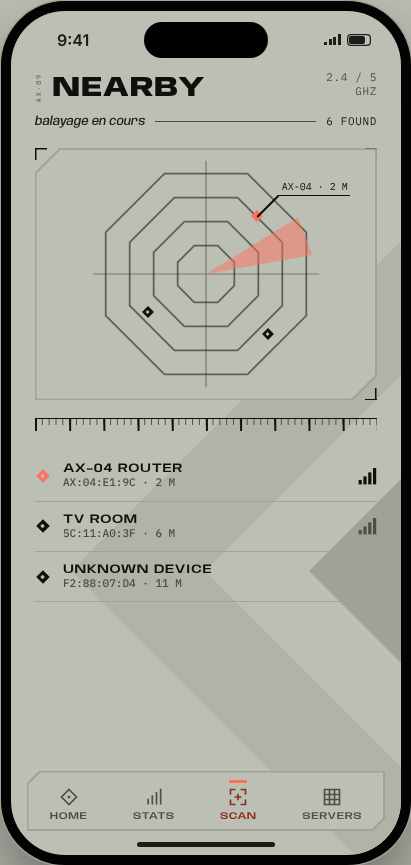 9:41
AX-09
NEARBY
2.4 / 5
GHZ
balayage en cours
6 FOUND
AX-04 · 2 M
AX-04 ROUTER
AX:04:E1:9C · 2 M
TV ROOM
5C:11:A0:3F · 6 M
UNKNOWN DEVICE
F2:88:07:D4 · 11 M
HOME
STATS
SCAN
SERVERS